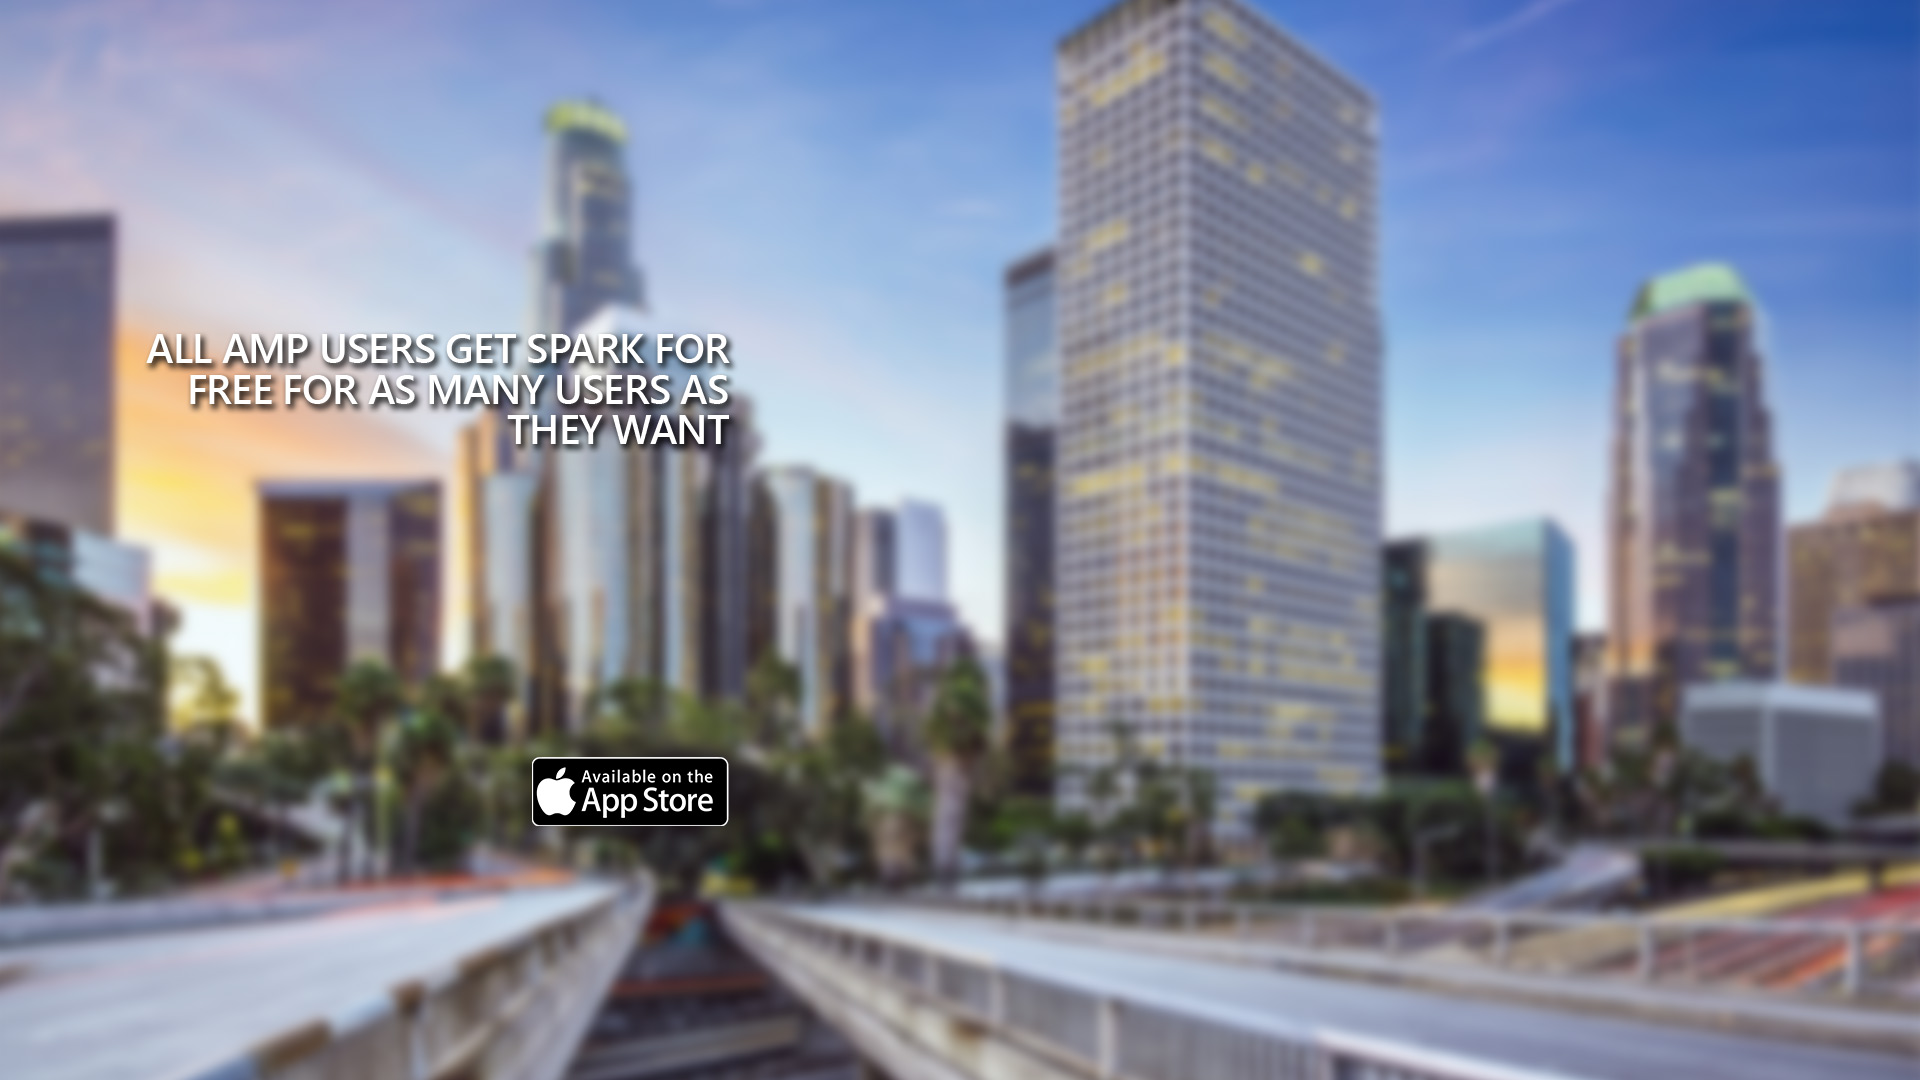 ALL AMP USERS GET SPARK FOR
FREE FOR AS MANY USERS AS
THEY WANT
Available on the
App Store